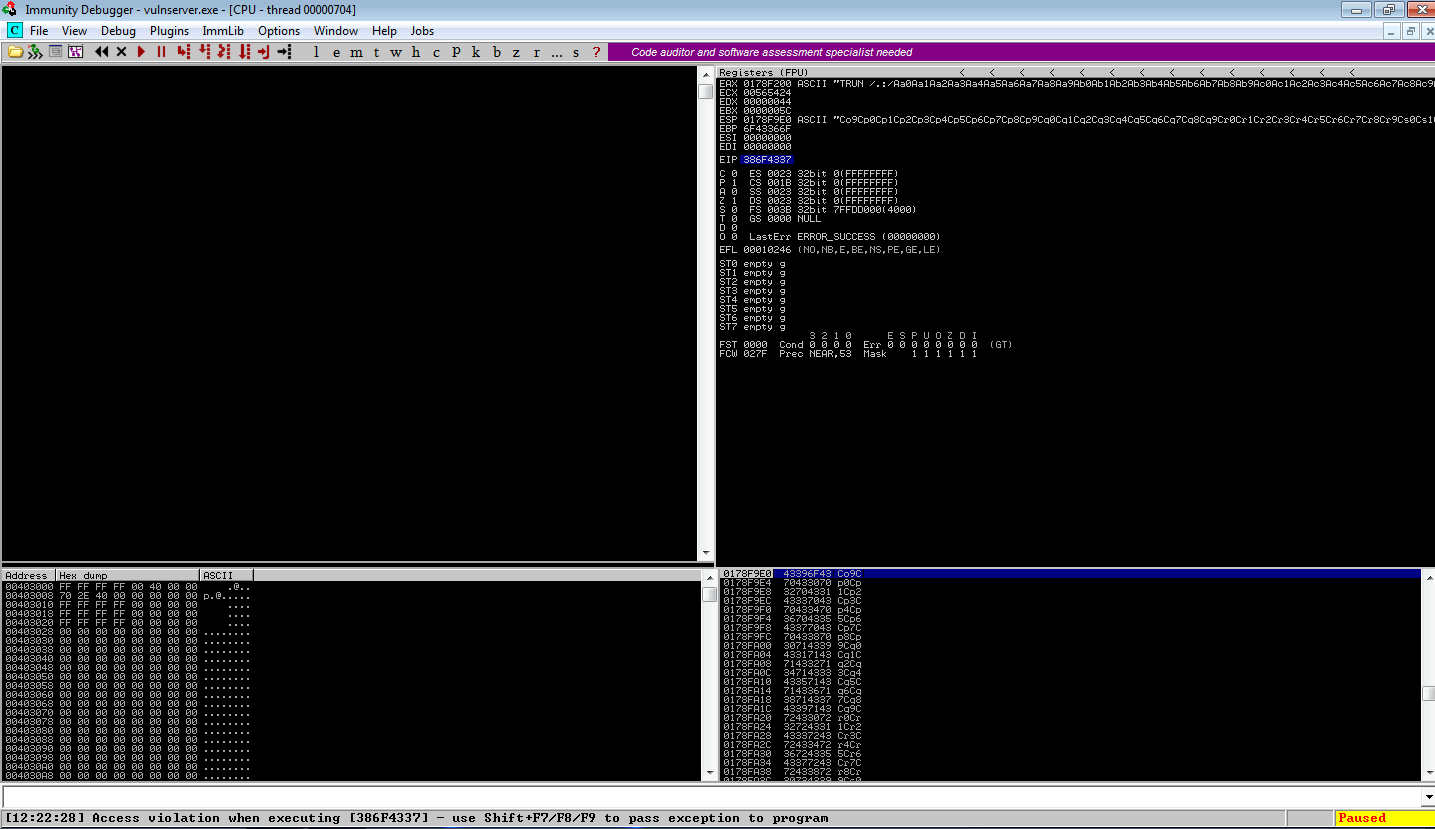 Immunity Debugger - vulnserver.exe - [CPU - thread 00000704]
C File View Debug Plugins ImmLib Options Window Help Jobs
l e m t w h c P k b z r ... s ? Code auditor and software assessment specialist needed
Registers (FPU) < < < < < < < < < < < < < <
EAX 0178F200 ASCII "TRUN /.:/Aa0Aa1Aa2Aa3Aa4Aa5Aa6Aa7Aa8Aa9Ab0Ab1Ab2Ab3Ab4Ab5Ab6Ab7Ab8Ab9Ac0Ac1Ac2Ac3Ac4Ac5Ac6Ac7Ac8Ac9
ECX 00565424
EDX 00000044
EBX 0000005C
ESP 0178F9E0 ASCII "Co9Cp0Cp1Cp2Cp3Cp4Cp5Cp6Cp7Cp8Cp9Cq0Cq1Cq2Cq3Cq4Cq5Cq6Cq7Cq8Cq9Cr0Cr1Cr2Cr3Cr4Cr5Cr6Cr7Cr8Cr9Cs0Cs1
EBP 6F43366F
ESI 00000000
EDI 00000000
EIP 386F4337
C 0 ES 0023 32bit 0(FFFFFFFF)
P 1 CS 001B 32bit 0(FFFFFFFF)
A 0 SS 0023 32bit 0(FFFFFFFF)
Z 1 DS 0023 32bit 0(FFFFFFFF)
S 0 FS 003B 32bit 7FFDD000(4000)
T 0 GS 0000 NULL
D 0
O 0 LastErr ERROR_SUCCESS (00000000)
EFL 00010246 (NO,NB,E,BE,NS,PE,GE,LE)
ST0 empty g
ST1 empty g
ST2 empty g
ST3 empty g
ST4 empty g
ST5 empty g
ST6 empty g
ST7 empty g
3 2 1 0 E S P U O Z D I
FST 0000 Cond 0 0 0 0 Err 0 0 0 0 0 0 0 0 (GT)
FCW 027F Prec NEAR,53 Mask 1 1 1 1 1 1
Address Hex dump ASCII
00403000 FF FF FF FF 00 40 00 00 .@..
00403008 70 2E 40 00 00 00 00 00 p.@.....
00403010 FF FF FF FF 00 00 00 00 ....
00403018 FF FF FF FF 00 00 00 00 ....
00403020 FF FF FF FF 00 00 00 00 ....
00403028 00 00 00 00 00 00 00 00 ........
00403030 00 00 00 00 00 00 00 00 ........
00403038 00 00 00 00 00 00 00 00 ........
00403040 00 00 00 00 00 00 00 00 ........
00403048 00 00 00 00 00 00 00 00 ........
00403050 00 00 00 00 00 00 00 00 ........
00403058 00 00 00 00 00 00 00 00 ........
00403060 00 00 00 00 00 00 00 00 ........
00403068 00 00 00 00 00 00 00 00 ........
00403070 00 00 00 00 00 00 00 00 ........
00403078 00 00 00 00 00 00 00 00 ........
00403080 00 00 00 00 00 00 00 00 ........
00403088 00 00 00 00 00 00 00 00 ........
00403090 00 00 00 00 00 00 00 00 ........
00403098 00 00 00 00 00 00 00 00 ........
004030A0 00 00 00 00 00 00 00 00 ........
004030A8 00 00 00 00 00 00 00 00 ........
0178F9E0 43396F43 Co9C
0178F9E4 70433070 p0Cp
0178F9E8 32704331 1Cp2
0178F9EC 43337043 Cp3C
0178F9F0 70433470 p4Cp
0178F9F4 36704335 5Cp6
0178F9F8 43377043 Cp7C
0178F9FC 70433870 p8Cp
0178FA00 30714339 9Cq0
0178FA04 43317143 Cq1C
0178FA08 71433271 q2Cq
0178FA0C 34714333 3Cq4
0178FA10 43357143 Cq5C
0178FA14 71433671 q6Cq
0178FA18 38714337 7Cq8
0178FA1C 43397143 Cq9C
0178FA20 72433072 r0Cr
0178FA24 32724331 1Cr2
0178FA28 43337243 Cr3C
0178FA2C 72433472 r4Cr
0178FA30 36724335 5Cr6
0178FA34 43377243 Cr7C
0178FA38 72433872 r8Cr
0178FA3C 30734339 9Cs0
[12:22:28] Access violation when executing [386F4337] - use Shift+F7/F8/F9 to pass exception to program Paused